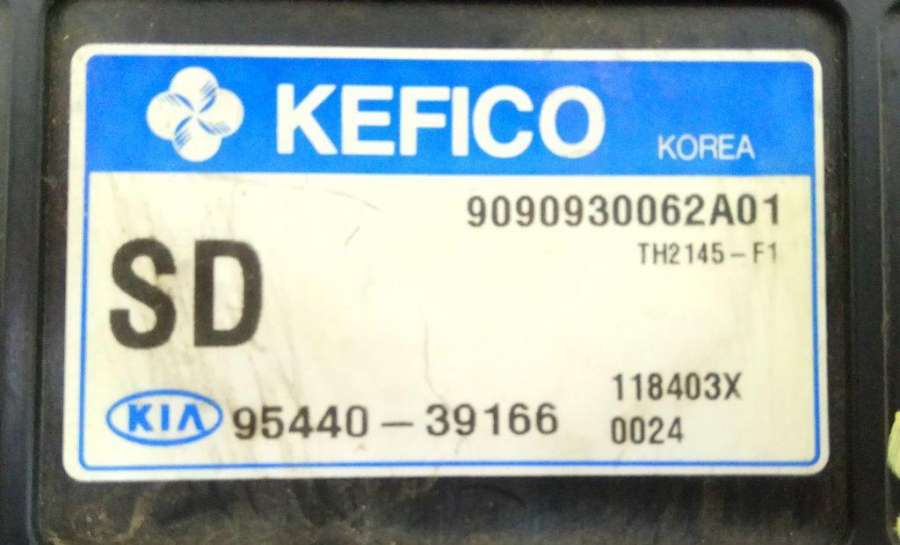 KEFICO KOREA
9090930062A01
TH2145-F1
SD
118403X
KIA 95440-39166
0024